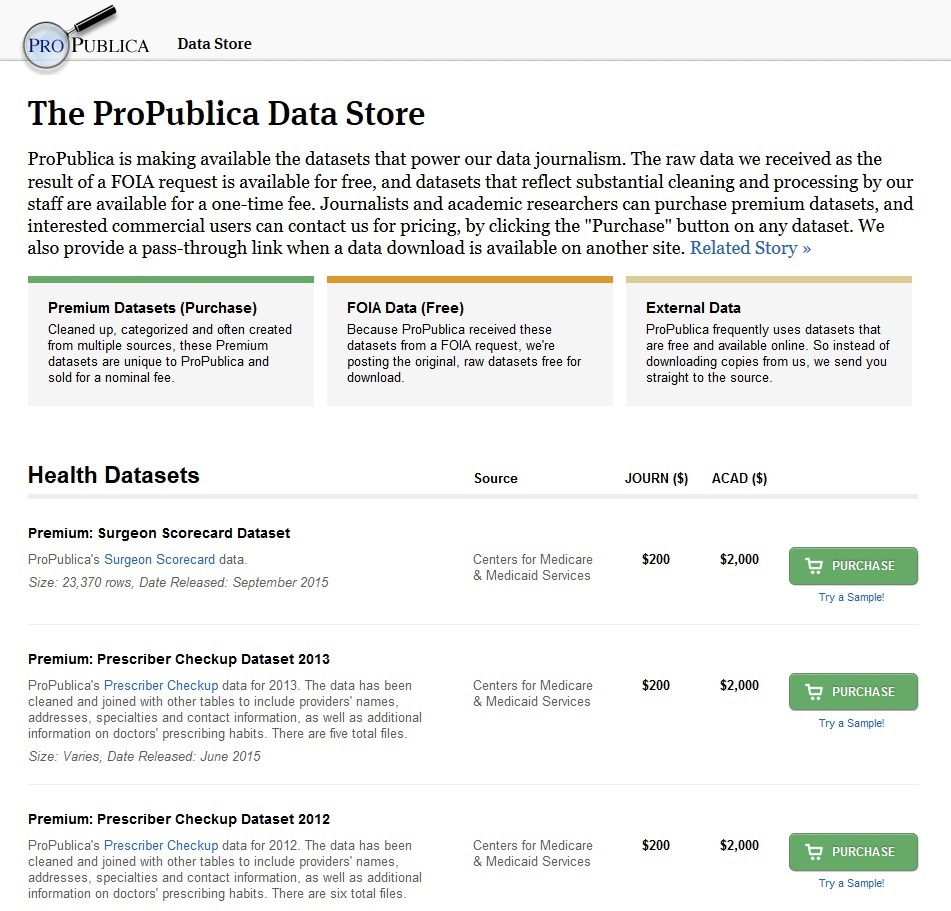 PROPUBLICA Data Store
The ProPublica Data Store
ProPublica is making available the datasets that power our data journalism. The raw data we received as the
result of a FOIA request is available for free, and datasets that reflect substantial cleaning and processing by our
staff are available for a one-time fee. Journalists and academic researchers can purchase premium datasets, and
interested commercial users can contact us for pricing, by clicking the "Purchase" button on any dataset. We
also provide a pass-through link when a data download is available on another site. Related Story »
Premium Datasets (Purchase)
Cleaned up, categorized and often created
from multiple sources, these Premium
datasets are unique to ProPublica and
sold for a nominal fee.
FOIA Data (Free)
Because ProPublica received these
datasets from a FOIA request, we're
posting the original, raw datasets free for
download.
External Data
ProPublica frequently uses datasets that
are free and available online. So instead of
downloading copies from us, we send you
straight to the source.
Health Datasets Source JOURN ($) ACAD ($)
Premium: Surgeon Scorecard Dataset
ProPublica's Surgeon Scorecard data.
Size: 23,370 rows, Date Released: September 2015
Centers for Medicare
& Medicaid Services
$200 $2,000
PURCHASE
Try a Sample!
Premium: Prescriber Checkup Dataset 2013
ProPublica's Prescriber Checkup data for 2013. The data has been
cleaned and joined with other tables to include providers' names,
addresses, specialties and contact information, as well as additional
information on doctors' prescribing habits. There are five total files.
Size: Varies, Date Released: June 2015
Centers for Medicare
& Medicaid Services
$200 $2,000
PURCHASE
Try a Sample!
Premium: Prescriber Checkup Dataset 2012
ProPublica's Prescriber Checkup data for 2012. The data has been
cleaned and joined with other tables to include providers' names,
addresses, specialties and contact information, as well as additional
information on doctors' prescribing habits. There are six total files.
Centers for Medicare
& Medicaid Services
$200 $2,000
PURCHASE
Try a Sample!